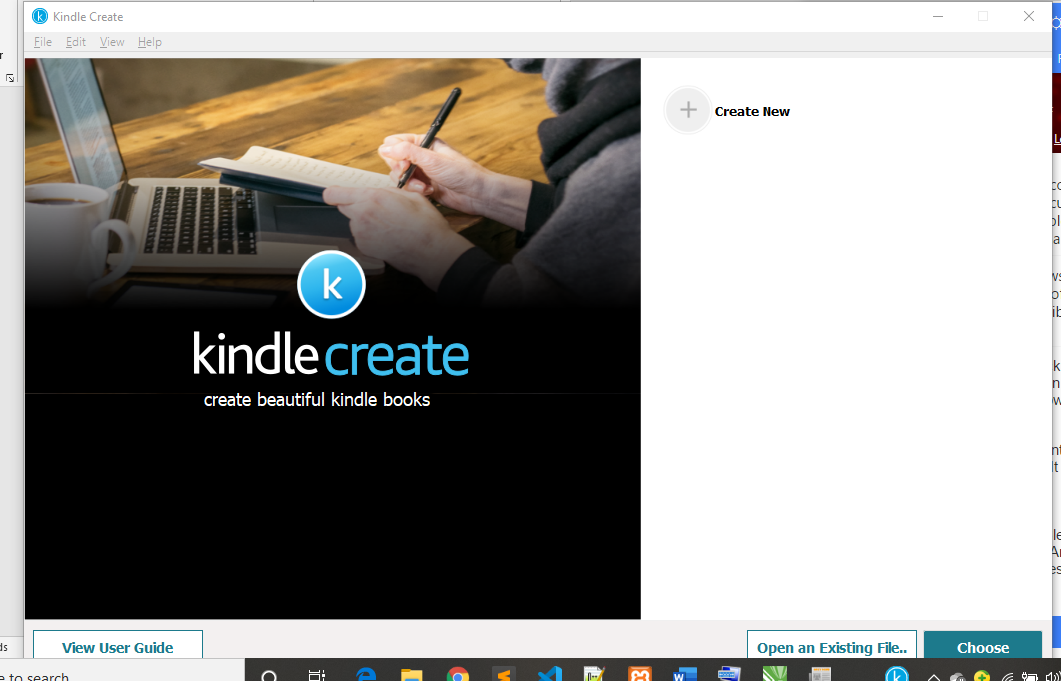 Kindle Create
File Edit View Help
Create New
k
kindle create
create beautiful kindle books
View User Guide
Open an Existing File..
Choose
e to search